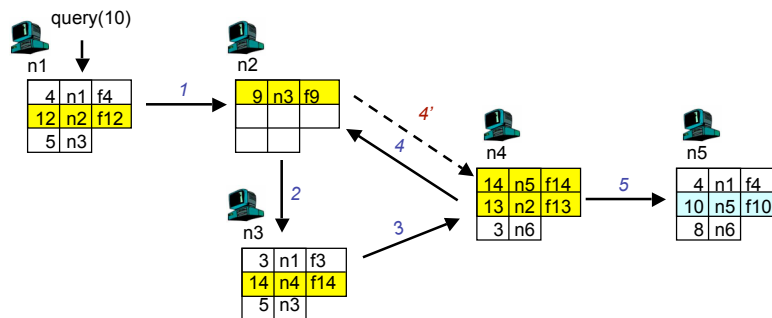 query(10)
n1
4 n1 f4
12 n2 f12
5 n3
1
n2
9 n3 f9
4'
4
2
n3
3 n1 f3
14 n4 f14
5 n3
3
n4
14 n5 f14
13 n2 f13
3 n6
5
n5
4 n1 f4
10 n5 f10
8 n6